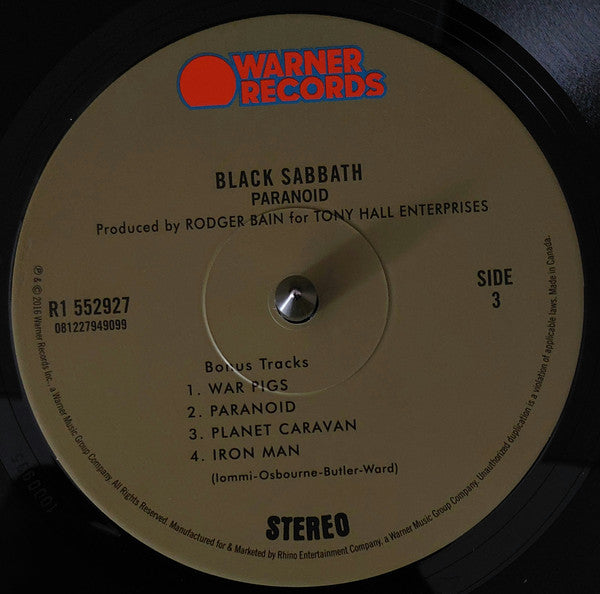 WARNER
RECORDS
BLACK SABBATH
PARANOID
Produced by RODGER BAIN for TONY HALL ENTERPRISES
R1 552927
081227949099
SIDE
3
Bonus Tracks
1. WAR PIGS
2. PARANOID
3. PLANET CARAVAN
4. IRON MAN
(Iommi-Osbourne-Butler-Ward)
STEREO
℗ & © 2016 Warner Records Inc., a Warner Music Group Company. All Rights Reserved. Manufactured for & Marketed by Rhino Entertainment Company, a Warner Music Group Company. Unauthorized duplication is a violation of applicable laws. Made in Canada.